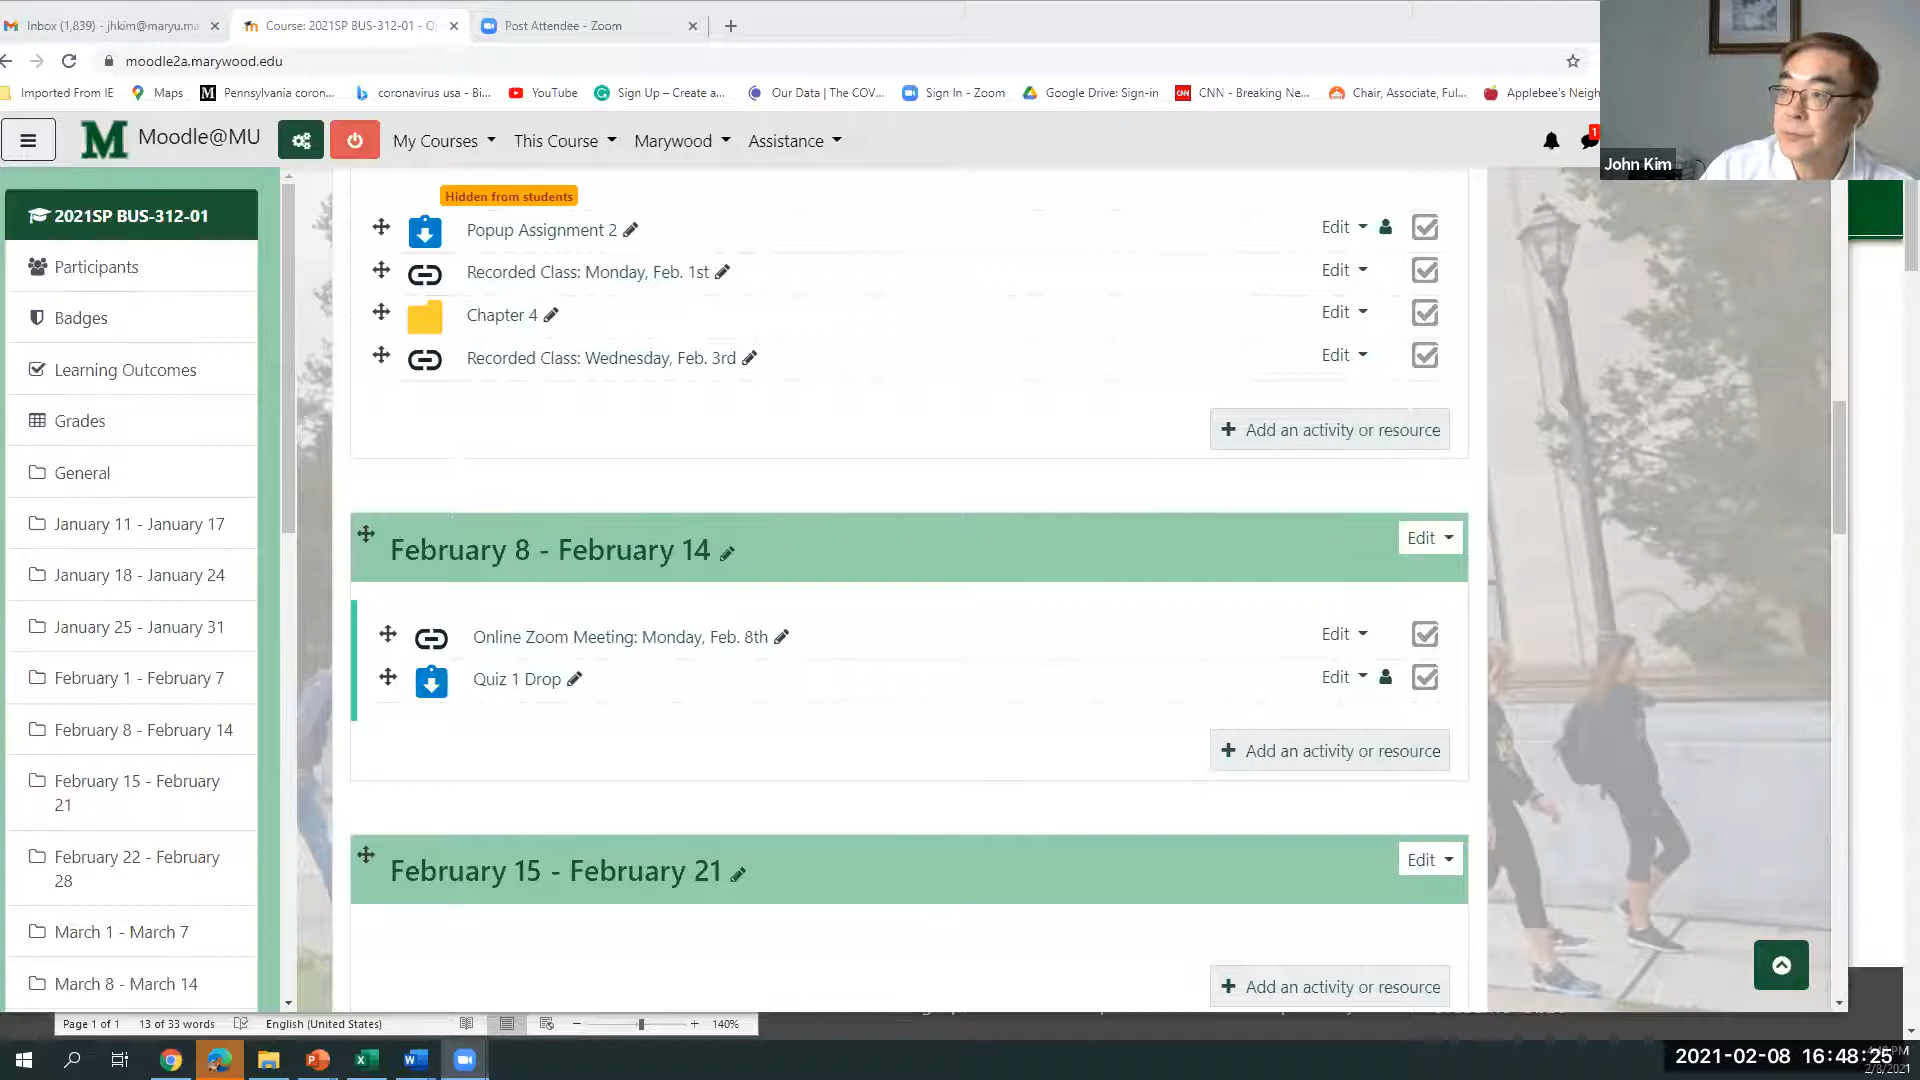 Inbox (1,839) - jhkim@maryu.ma
Course: 2021SP BUS-312-01 - O
Post Attendee - Zoom
moodle2a.marywood.edu
Imported From IE
Maps
Pennsylvania coron...
coronavirus usa - Bi...
YouTube
Sign Up – Create a...
Our Data | The COV...
Sign In - Zoom
Google Drive: Sign-in
CNN - Breaking Ne...
Chair, Associate, Ful...
Applebee's Neigh
Moodle@MU
My Courses
This Course
Marywood
Assistance
1
John Kim
2021SP BUS-312-01
Participants
Badges
Learning Outcomes
Grades
General
January 11 - January 17
January 18 - January 24
January 25 - January 31
February 1 - February 7
February 8 - February 14
February 15 - February
21
February 22 - February
28
March 1 - March 7
March 8 - March 14
Hidden from students
Popup Assignment 2
Edit
Recorded Class: Monday, Feb. 1st
Edit
Chapter 4
Edit
Recorded Class: Wednesday, Feb. 3rd
Edit
+ Add an activity or resource
February 8 - February 14
Edit
Online Zoom Meeting: Monday, Feb. 8th
Edit
Quiz 1 Drop
Edit
+ Add an activity or resource
February 15 - February 21
Edit
+ Add an activity or resource
Page 1 of 1
13 of 33 words
English (United States)
140%
2021-02-08 16:48:25
2/8/2021